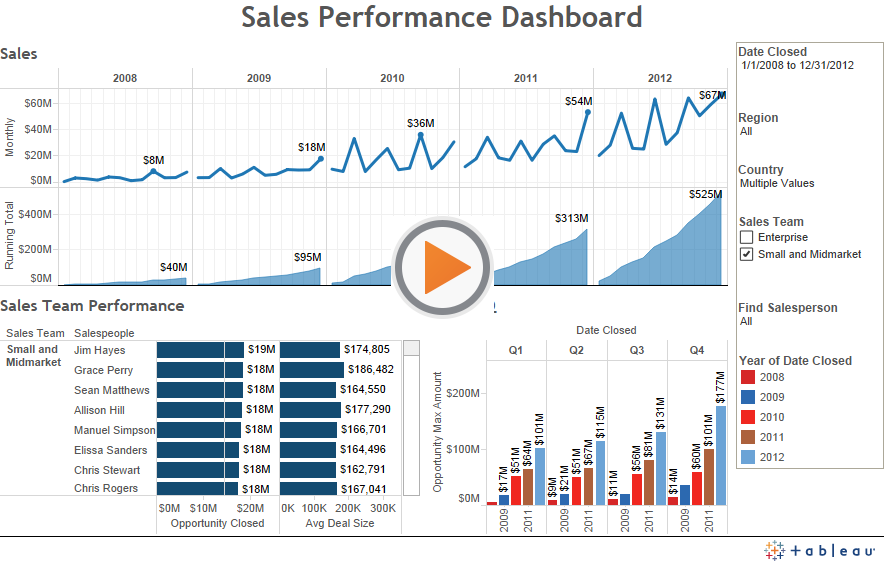 Sales Performance Dashboard
Sales
2008 2009 2010 2011 2012
Monthly
$60M
$40M
$20M
$0M
$8M
$18M
$36M
$54M
$67M
Running Total
$400M
$200M
$0M
$40M
$95M
$313M
$525M
Sales Team Performance
Sales Team Salespeople
Small and Midmarket
Jim Hayes $19M $174,805
Grace Perry $18M $186,482
Sean Matthews $18M $164,550
Allison Hill $18M $177,290
Manuel Simpson $18M $166,701
Elissa Sanders $18M $164,496
Chris Stewart $18M $162,791
Chris Rogers $18M $167,041
$0M $10M $20M 0K 100K 200K 300K
Opportunity Closed Avg Deal Size
Date Closed
Q1 Q2 Q3 Q4
Opportunity Max Amount
$200M
$100M
$0M
$17M $51M $64M $101M
$9M $21M $51M $67M $115M
$11M $56M $81M $131M
$14M $60M $101M $177M
2009 2011 2009 2011 2009 2011 2009 2011
Date Closed
1/1/2008 to 12/31/2012
Region
All
Country
Multiple Values
Sales Team
Enterprise
Small and Midmarket
Find Salesperson
All
Year of Date Closed
2008
2009
2010
2011
2012
+ableau